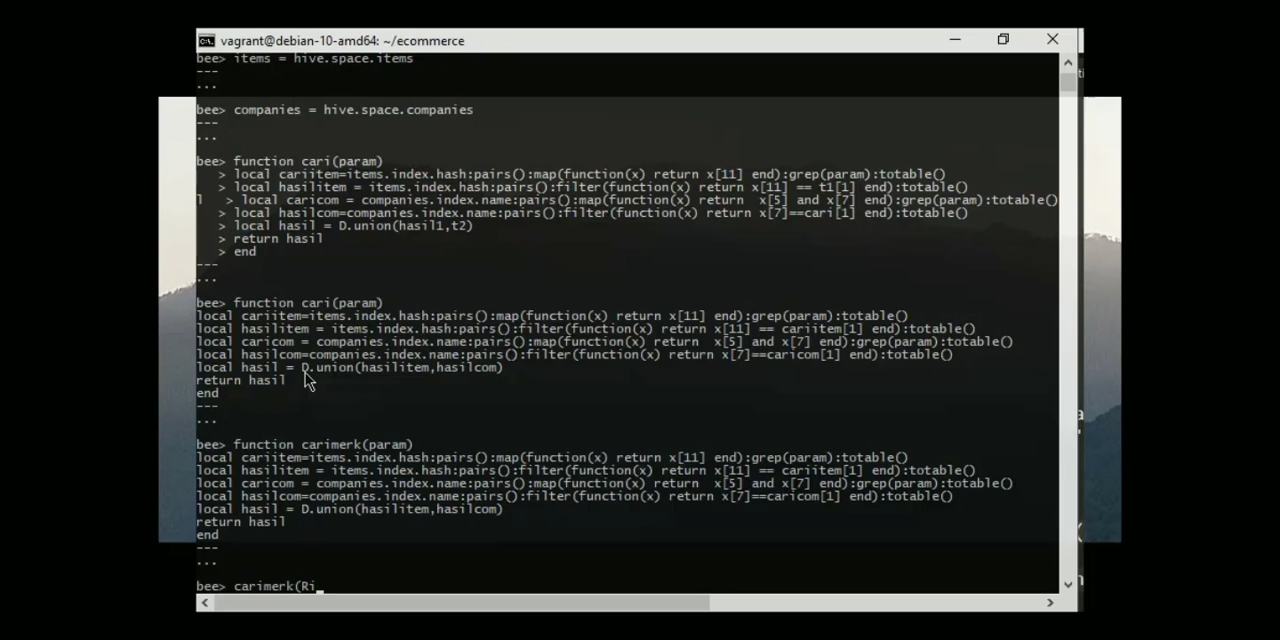 vagrant@debian-10-amd64: ~/ecommerce
bee> items = hive.space.items
---
...
bee> companies = hive.space.companies
---
...
bee> function cari(param)
> local cariitem=items.index.hash:pairs():map(function(x) return x[11] end):grep(param):totable()
> local hasilitem = items.index.hash:pairs():filter(function(x) return x[11] == t1[1] end):totable()
l > local caricom = companies.index.name:pairs():map(function(x) return  x[5] and x[7] end):grep(param):totable()
> local hasilcom=companies.index.name:pairs():filter(function(x) return x[7]==cari[1] end):totable()
> local hasil = D.union(hasil1,t2)
> return hasil
> end
---
...
bee> function cari(param)
local cariitem=items.index.hash:pairs():map(function(x) return x[11] end):grep(param):totable()
local hasilitem = items.index.hash:pairs():filter(function(x) return x[11] == cariitem[1] end):totable()
local caricom = companies.index.name:pairs():map(function(x) return  x[5] and x[7] end):grep(param):totable()
local hasilcom=companies.index.name:pairs():filter(function(x) return x[7]==caricom[1] end):totable()
local hasil = D.union(hasilitem,hasilcom)
return hasil
end
---
...
bee> function carimerk(param)
local cariitem=items.index.hash:pairs():map(function(x) return x[11] end):grep(param):totable()
local hasilitem = items.index.hash:pairs():filter(function(x) return x[11] == cariitem[1] end):totable()
local caricom = companies.index.name:pairs():map(function(x) return  x[5] and x[7] end):grep(param):totable()
local hasilcom=companies.index.name:pairs():filter(function(x) return x[7]==caricom[1] end):totable()
local hasil = D.union(hasilitem,hasilcom)
return hasil
end
---
...
bee> carimerk(Ri_